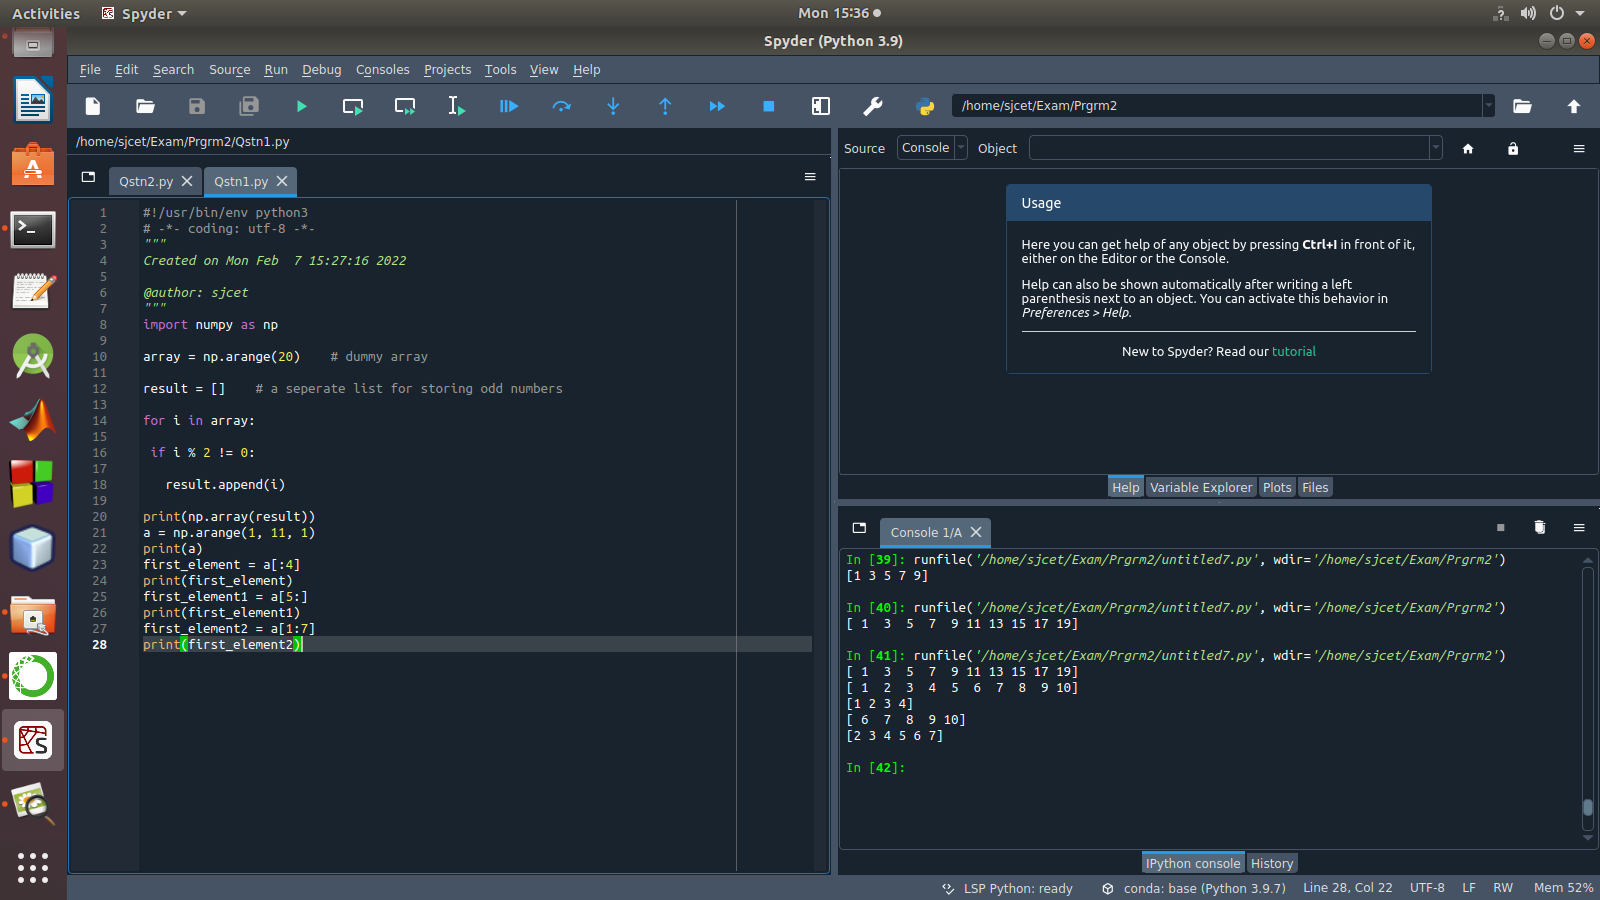 Activities
Spyder
Mon 15:36
Spyder (Python 3.9)
File Edit Search Source Run Debug Consoles Projects Tools View Help
/home/sjcet/Exam/Prgrm2
/home/sjcet/Exam/Prgrm2/Qstn1.py
Qstn2.py
Qstn1.py
1 #!/usr/bin/env python3
2 # -*- coding: utf-8 -*-
3 """
4 Created on Mon Feb  7 15:27:16 2022
5
6 @author: sjcet
7 """
8 import numpy as np
9
10 array = np.arange(20)    # dummy array
11
12 result = []    # a seperate list for storing odd numbers
13
14 for i in array:
15
16  if i % 2 != 0:
17
18    result.append(i)
19
20 print(np.array(result))
21 a = np.arange(1, 11, 1)
22 print(a)
23 first_element = a[:4]
24 print(first_element)
25 first_element1 = a[5:]
26 print(first_element1)
27 first_element2 = a[1:7]
28 print(first_element2)
Source Console Object
Usage
Here you can get help of any object by pressing Ctrl+I in front of it,
either on the Editor or the Console.
Help can also be shown automatically after writing a left
parenthesis next to an object. You can activate this behavior in
Preferences > Help.
New to Spyder? Read our tutorial
Help Variable Explorer Plots Files
Console 1/A
In [39]: runfile('/home/sjcet/Exam/Prgrm2/untitled7.py', wdir='/home/sjcet/Exam/Prgrm2')
[1 3 5 7 9]
In [40]: runfile('/home/sjcet/Exam/Prgrm2/untitled7.py', wdir='/home/sjcet/Exam/Prgrm2')
[ 1  3  5  7  9 11 13 15 17 19]
In [41]: runfile('/home/sjcet/Exam/Prgrm2/untitled7.py', wdir='/home/sjcet/Exam/Prgrm2')
[ 1  3  5  7  9 11 13 15 17 19]
[ 1  2  3  4  5  6  7  8  9 10]
[1 2 3 4]
[ 6  7  8  9 10]
[2 3 4 5 6 7]
In [42]:
IPython console History
LSP Python: ready conda: base (Python 3.9.7) Line 28, Col 22 UTF-8 LF RW Mem 52%